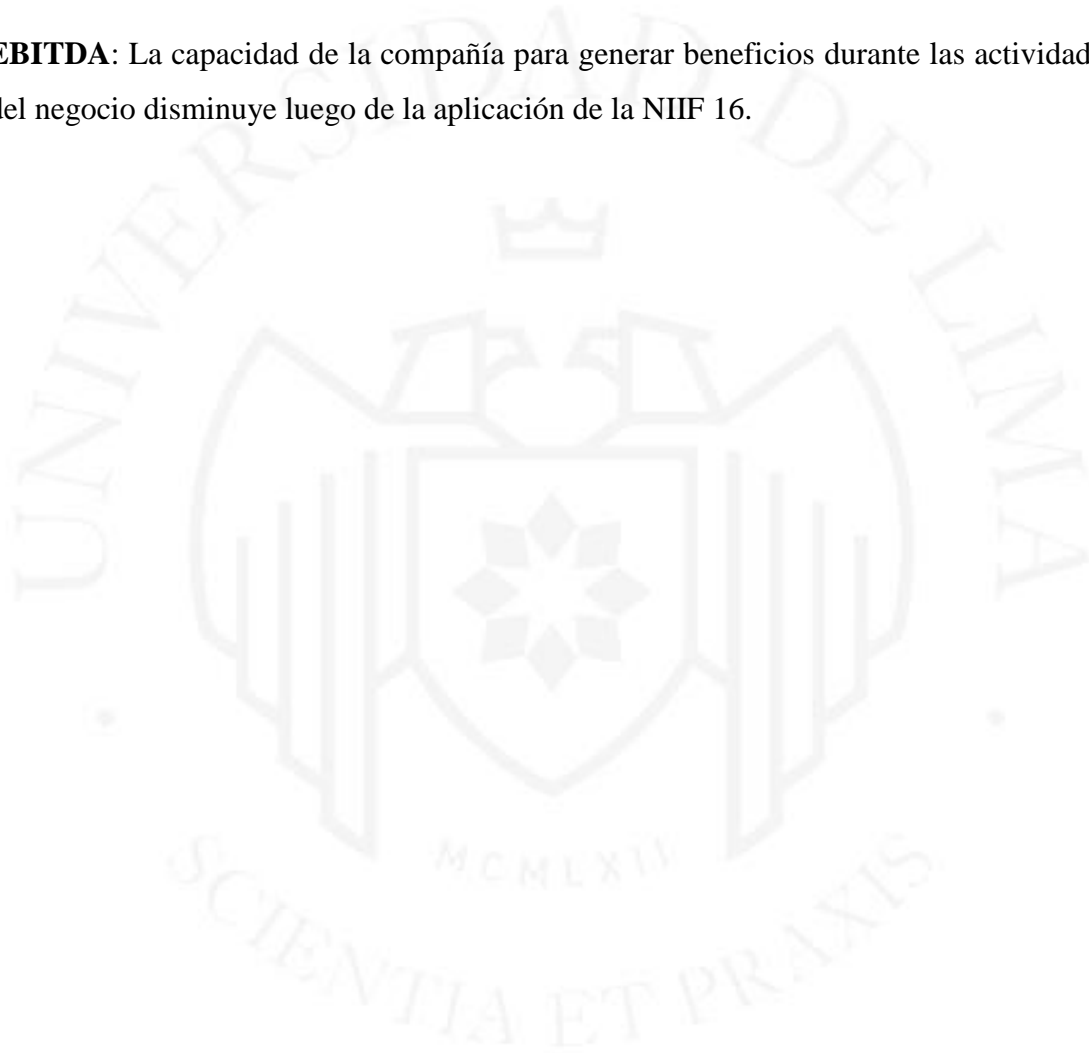 EBITDA: La capacidad de la compañía para generar beneficios durante las actividad
del negocio disminuye luego de la aplicación de la NIIF 16.
UNIVERSIDAD DE LIMA
MCMLXII
SCIENTIA ET PRAXIS